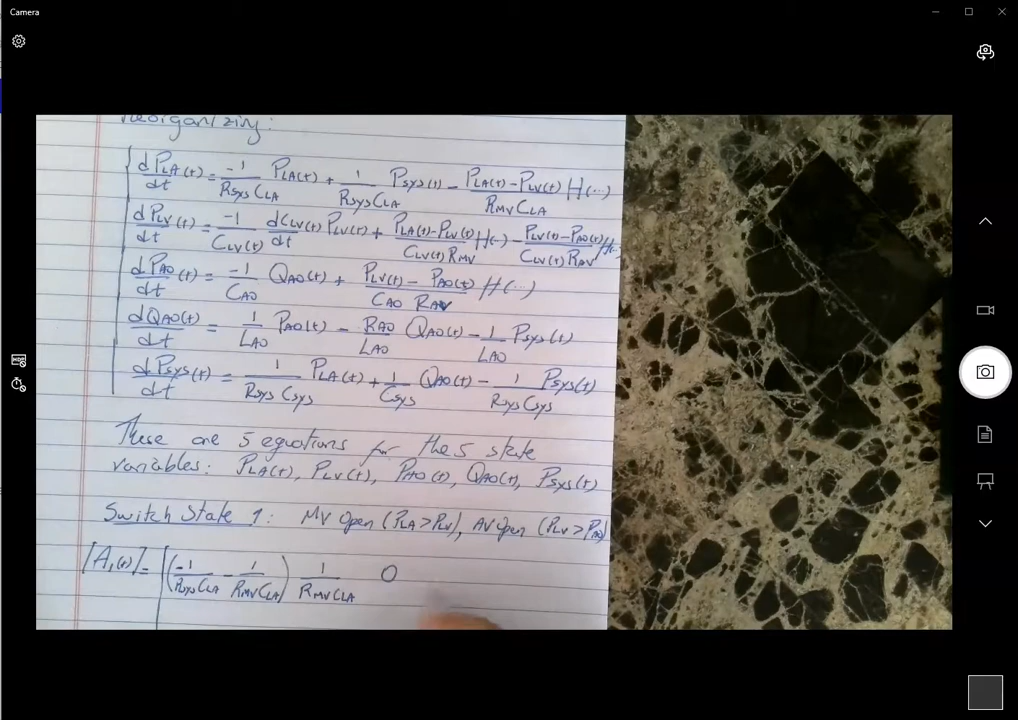 Camera
Reorganizing:
dPLA(t)/dt = -1/(RSYS CLA) PLA(t) + 1/(RSYS CLA) PSYS(t) - (PLA(t) - PLV(t))/(RMV CLA) H(...)
dPLV(t)/dt = -1/CLV(t) dCLV(t)/dt PLV(t) + (PLA(t) - PLV(t))/(CLV(t) RMV) H(..) - (PLV(t) - PAO(t))/(CLV(t) RAV) H(..
dPAO(t)/dt = -1/CAO QAO(t) + (PLV(t) - PAO(t))/(CAO RAV) H(...)
dQAO(t)/dt = 1/LAO PAO(t) - RAO/LAO QAO(t) - 1/LAO PSYS(t)
dPSYS(t)/dt = 1/(RSYS CSYS) PLA(t) + 1/CSYS QAO(t) - 1/(RSYS CSYS) PSYS(t)
These are 5 equations for the 5 state
variables: PLA(t), PLV(t), PAO(t), QAO(t), PSYS(t)
Switch State 1: MV Open (PLA > PLV), AV Open (PLV > PAO)
[A1(t)] = [(-1/(RSYS CLA) - 1/(RMV CLA)) 1/(RMV CLA) 0